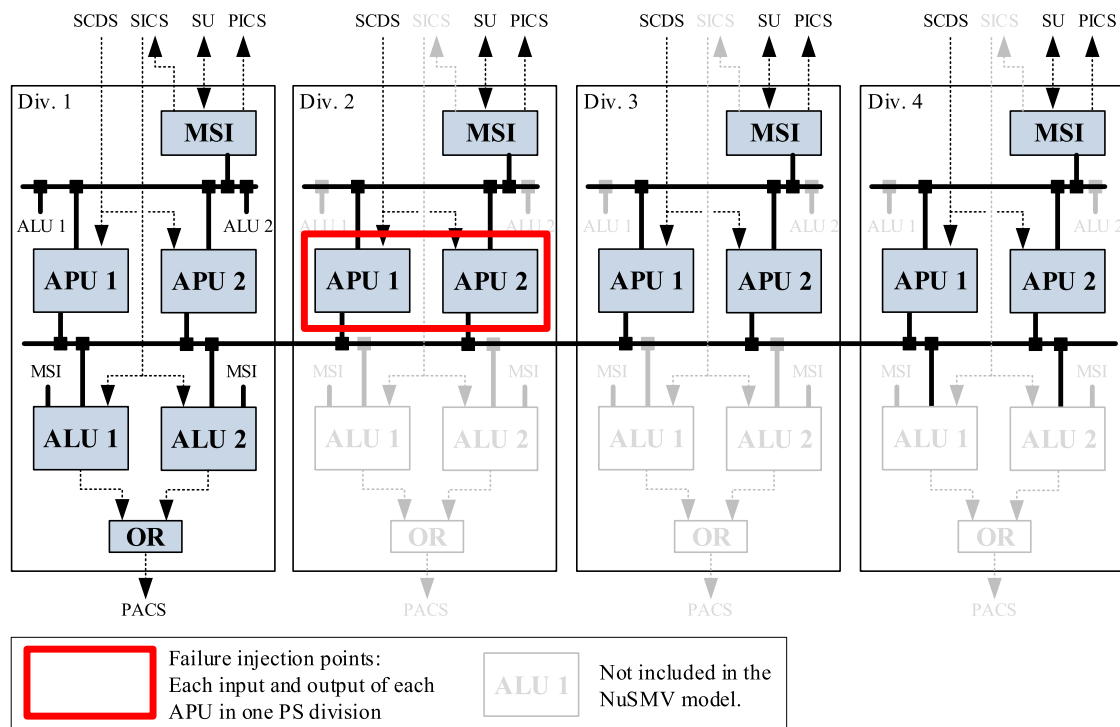 SCDS SICS SU PICS SCDS SICS SU PICS SCDS SICS SU PICS SCDS SICS SU PICS
Div. 1 Div. 2 Div. 3 Div. 4
MSI MSI MSI MSI
ALU 1 ALU 2 ALU 1 ALU 2 ALU 1 ALU 2 ALU 1 ALU 2
APU 1 APU 2 APU 1 APU 2 APU 1 APU 2 APU 1 APU 2
MSI MSI MSI MSI MSI MSI MSI MSI
ALU 1 ALU 2 ALU 1 ALU 2 ALU 1 ALU 2 ALU 1 ALU 2
OR OR OR OR
PACS PACS PACS PACS
Failure injection points:
Each input and output of each
APU in one PS division
ALU 1
Not included in the
NuSMV model.